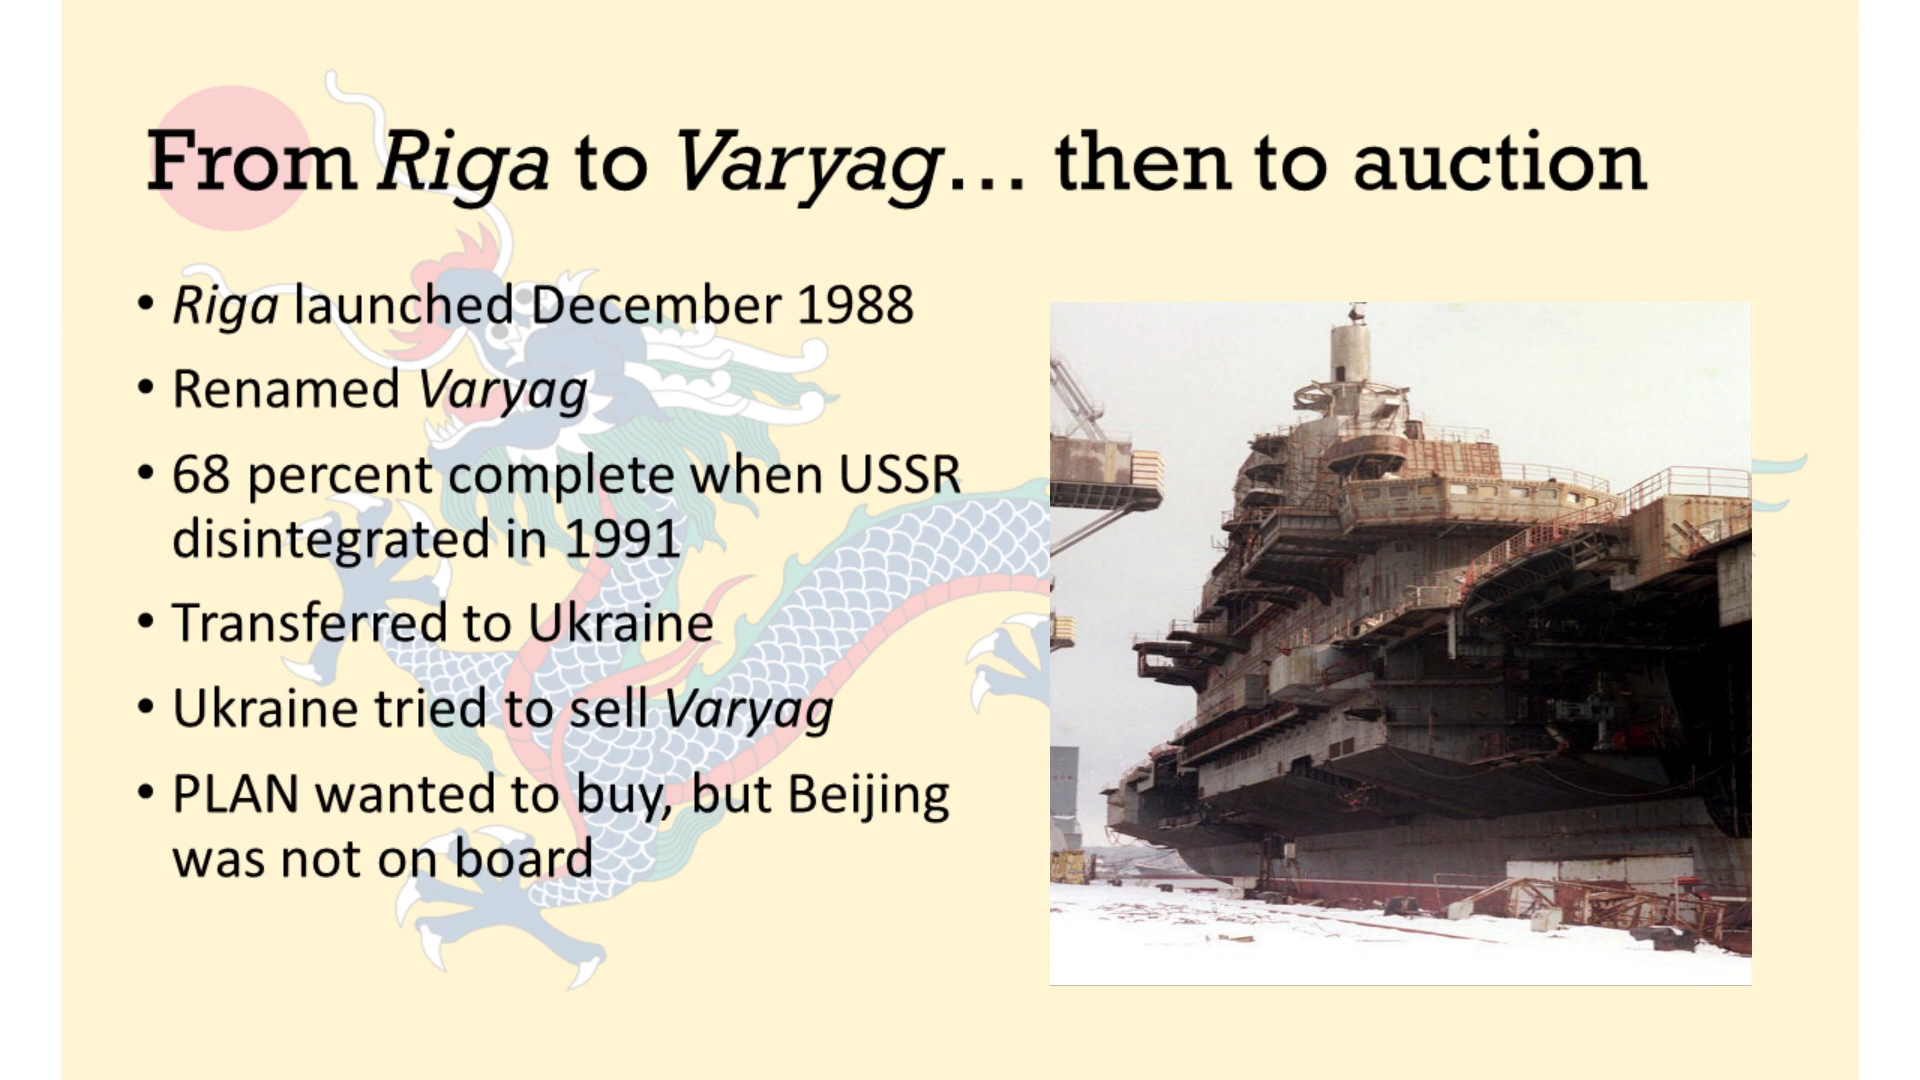 From Riga to Varyag… then to auction
• Riga launched December 1988
• Renamed Varyag
• 68 percent complete when USSR
disintegrated in 1991
• Transferred to Ukraine
• Ukraine tried to sell Varyag
• PLAN wanted to buy, but Beijing
was not on board